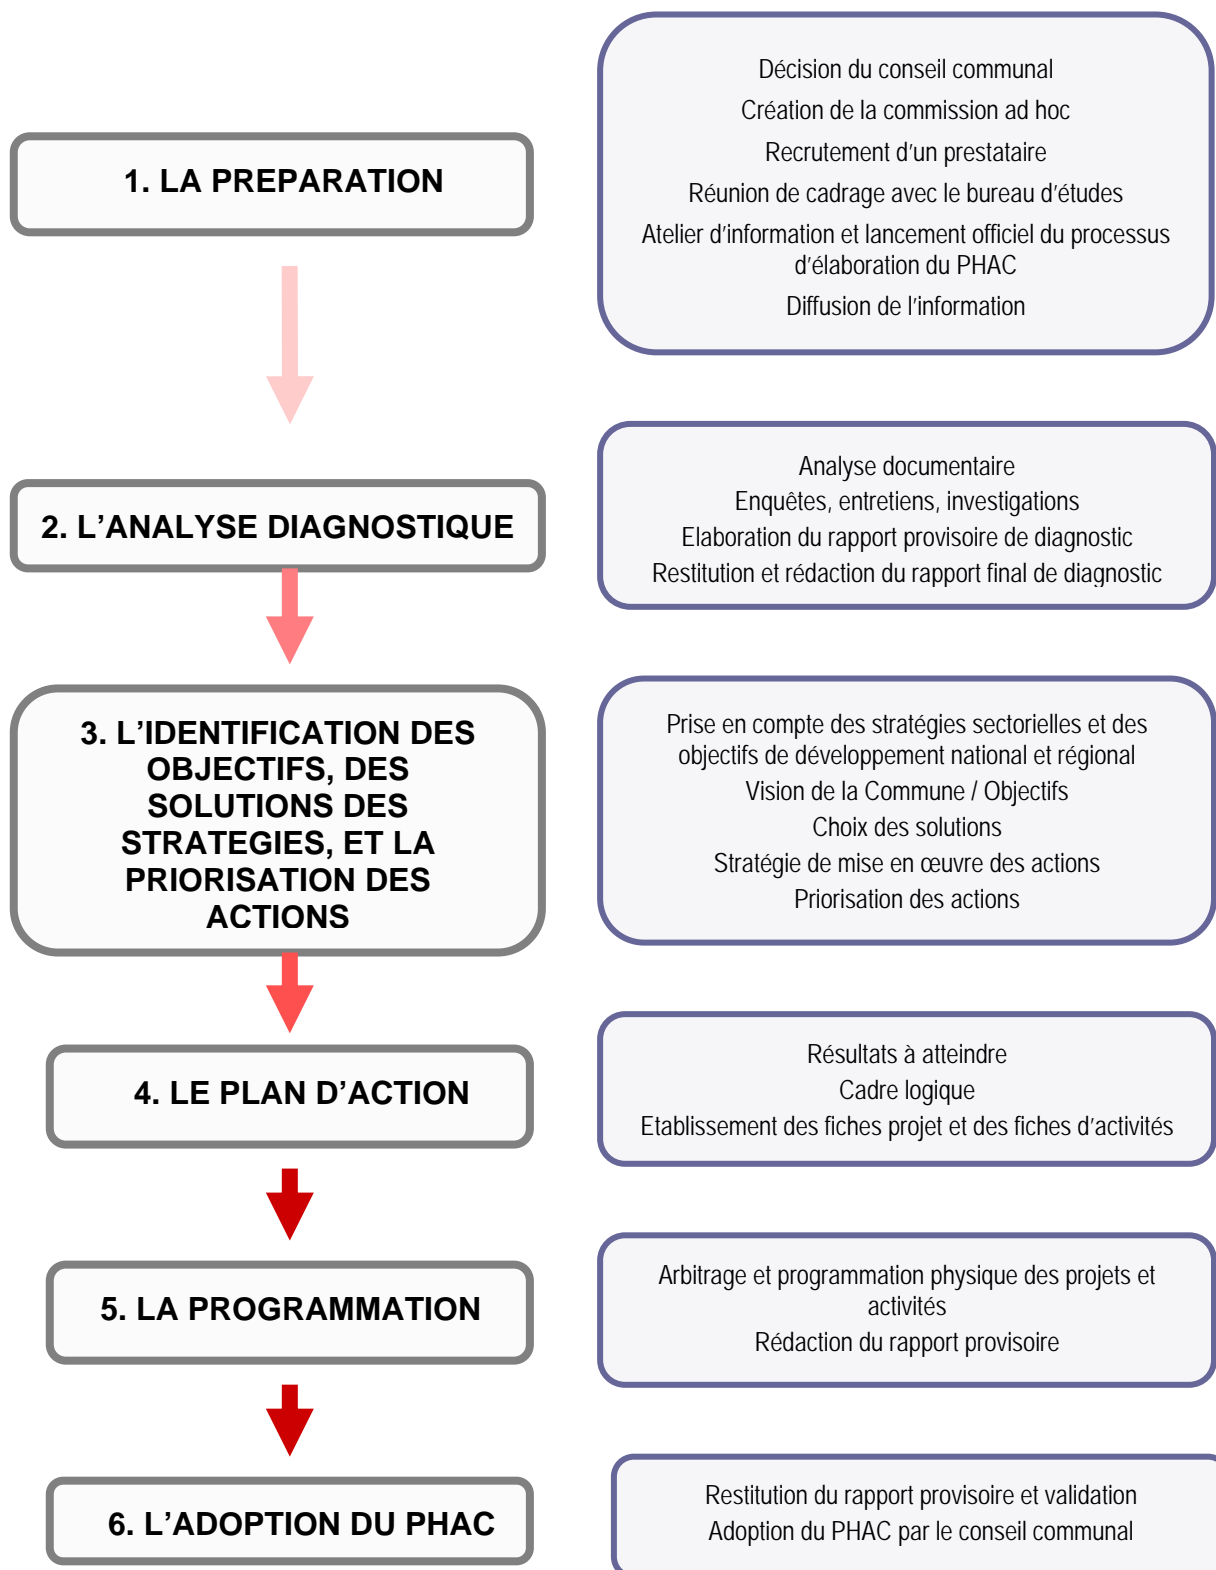 1. LA PREPARATION
Décision du conseil communal
Création de la commission ad hoc
Recrutement d’un prestataire
Réunion de cadrage avec le bureau d’études
Atelier d’information et lancement officiel du processus
d’élaboration du PHAC
Diffusion de l’information
2. L’ANALYSE DIAGNOSTIQUE
Analyse documentaire
Enquêtes, entretiens, investigations
Elaboration du rapport provisoire de diagnostic
Restitution et rédaction du rapport final de diagnostic
3. L’IDENTIFICATION DES
OBJECTIFS, DES
SOLUTIONS DES
STRATEGIES, ET LA
PRIORISATION DES
ACTIONS
Prise en compte des stratégies sectorielles et des
objectifs de développement national et régional
Vision de la Commune / Objectifs
Choix des solutions
Stratégie de mise en œuvre des actions
Priorisation des actions
4. LE PLAN D’ACTION
Résultats à atteindre
Cadre logique
Etablissement des fiches projet et des fiches d’activités
5. LA PROGRAMMATION
Arbitrage et programmation physique des projets et
activités
Rédaction du rapport provisoire
6. L’ADOPTION DU PHAC
Restitution du rapport provisoire et validation
Adoption du PHAC par le conseil communal